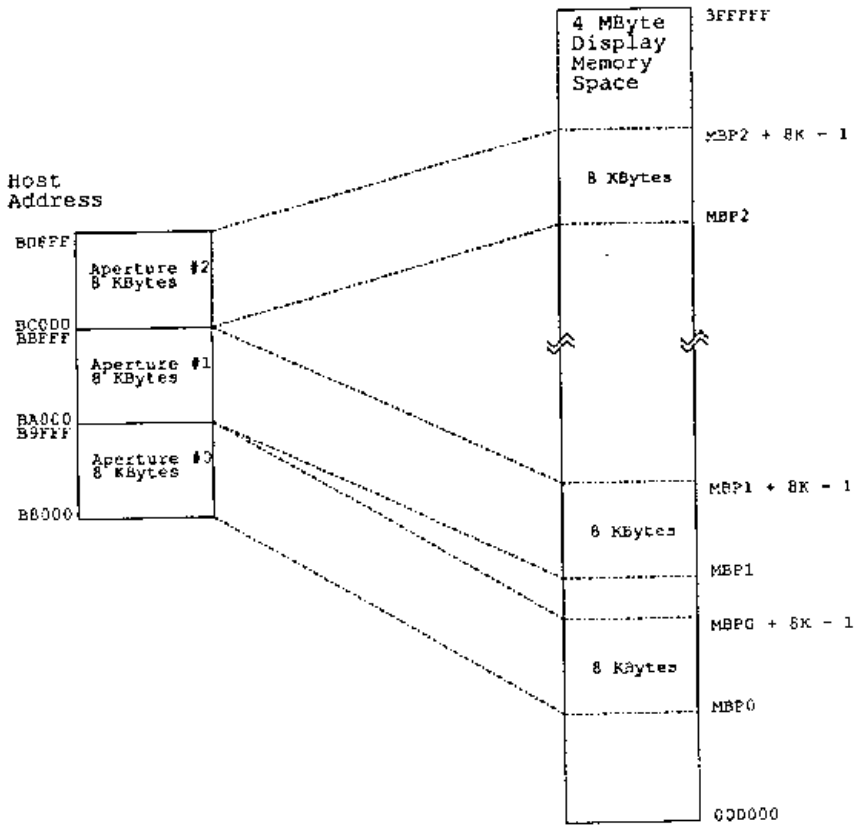 4 MByte
Display
Memory
Space
3FFFFF
MBP2 + 8K - 1
8 KBytes
MBP2
Host
Address
BDFFF
Aperture #2
8 KBytes
BC000
BBFFF
Aperture #1
8 KBytes
BA000
B9FFF
Aperture #0
8 KBytes
B8000
MBP1 + 8K - 1
8 KBytes
MBP1
MBP0 + 8K - 1
8 KBytes
MBP0
000000